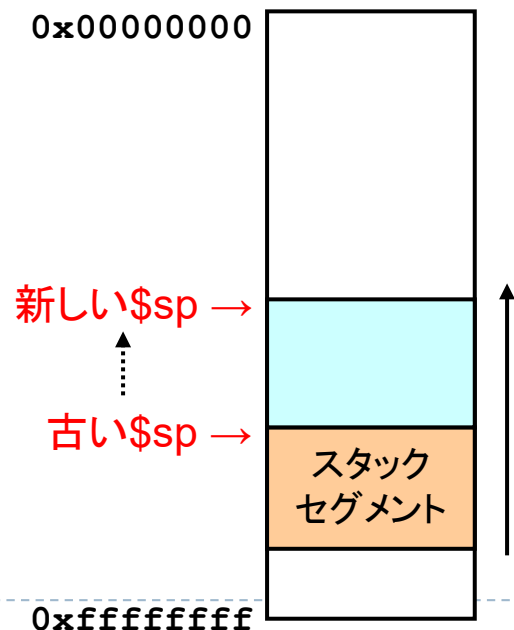 0x00000000
新しい$sp →
古い$sp →
スタック
セグメント
0xffffffff